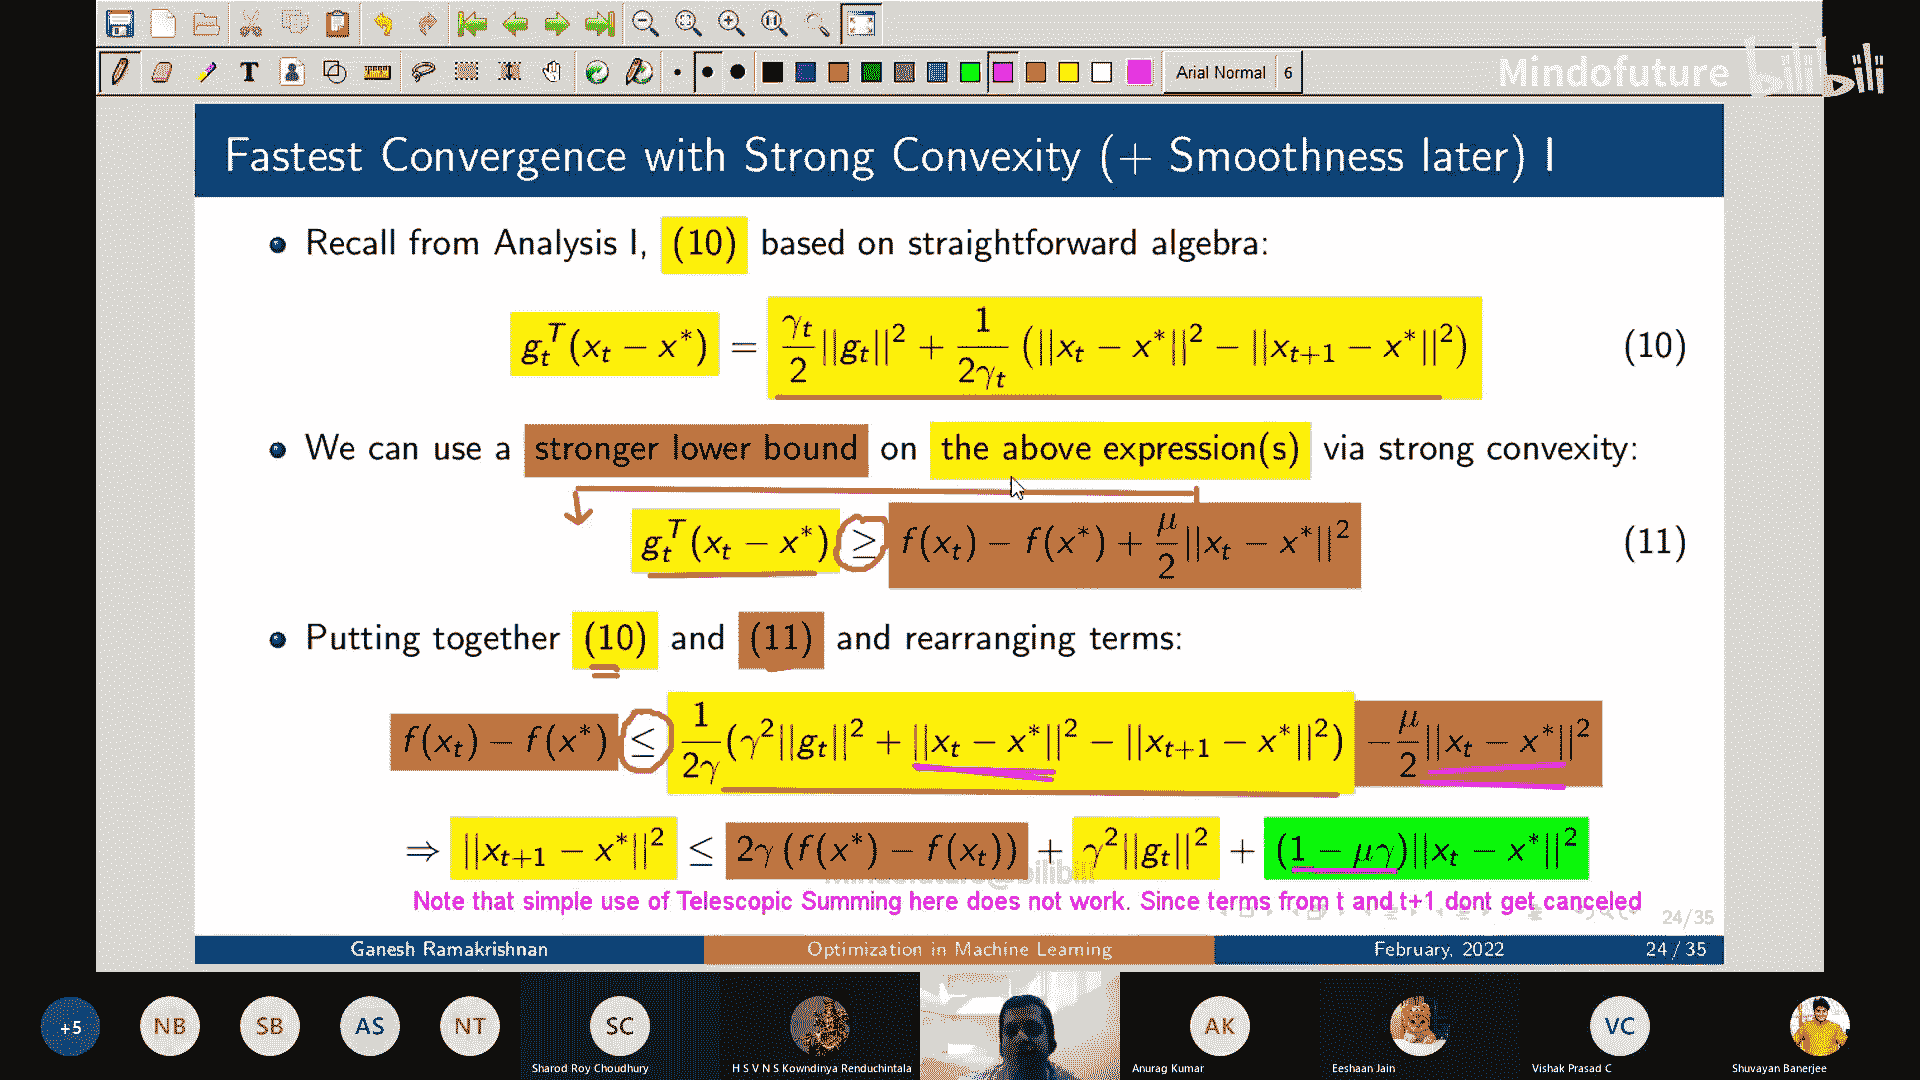 Arial Normal 6
Mindofuture bilibili
Fastest Convergence with Strong Convexity (+ Smoothness later) I
Recall from Analysis I, (10) based on straightforward algebra:
g_t^T(x_t − x*) = γ_t/2 ||g_t||² + 1/2γ_t (||x_t − x*||² − ||x_{t+1} − x*||²) (10)
We can use a stronger lower bound on the above expression(s) via strong convexity:
g_t^T(x_t − x*) ≥ f(x_t) − f(x*) + μ/2 ||x_t − x*||² (11)
Putting together (10) and (11) and rearranging terms:
f(x_t) − f(x*) ≤ 1/2γ (γ²||g_t||² + ||x_t − x*||² − ||x_{t+1} − x*||²) − μ/2 ||x_t − x*||²
⇒ ||x_{t+1} − x*||² ≤ 2γ (f(x*) − f(x_t)) + γ²||g_t||² + (1 − μγ)||x_t − x*||²
Mindofuture@bilibili
Note that simple use of Telescopic Summing here does not work. Since terms from t and t+1 dont get canceled
24/35
Ganesh Ramakrishnan Optimization in Machine Learning February, 2022 24 / 35
+5 NB SB AS NT SC AK VC
Sharod Roy Choudhury H S V N S Kowndinya Renduchintala Anurag Kumar Eeshaan Jain Vishak Prasad C Shuvayan Banerjee